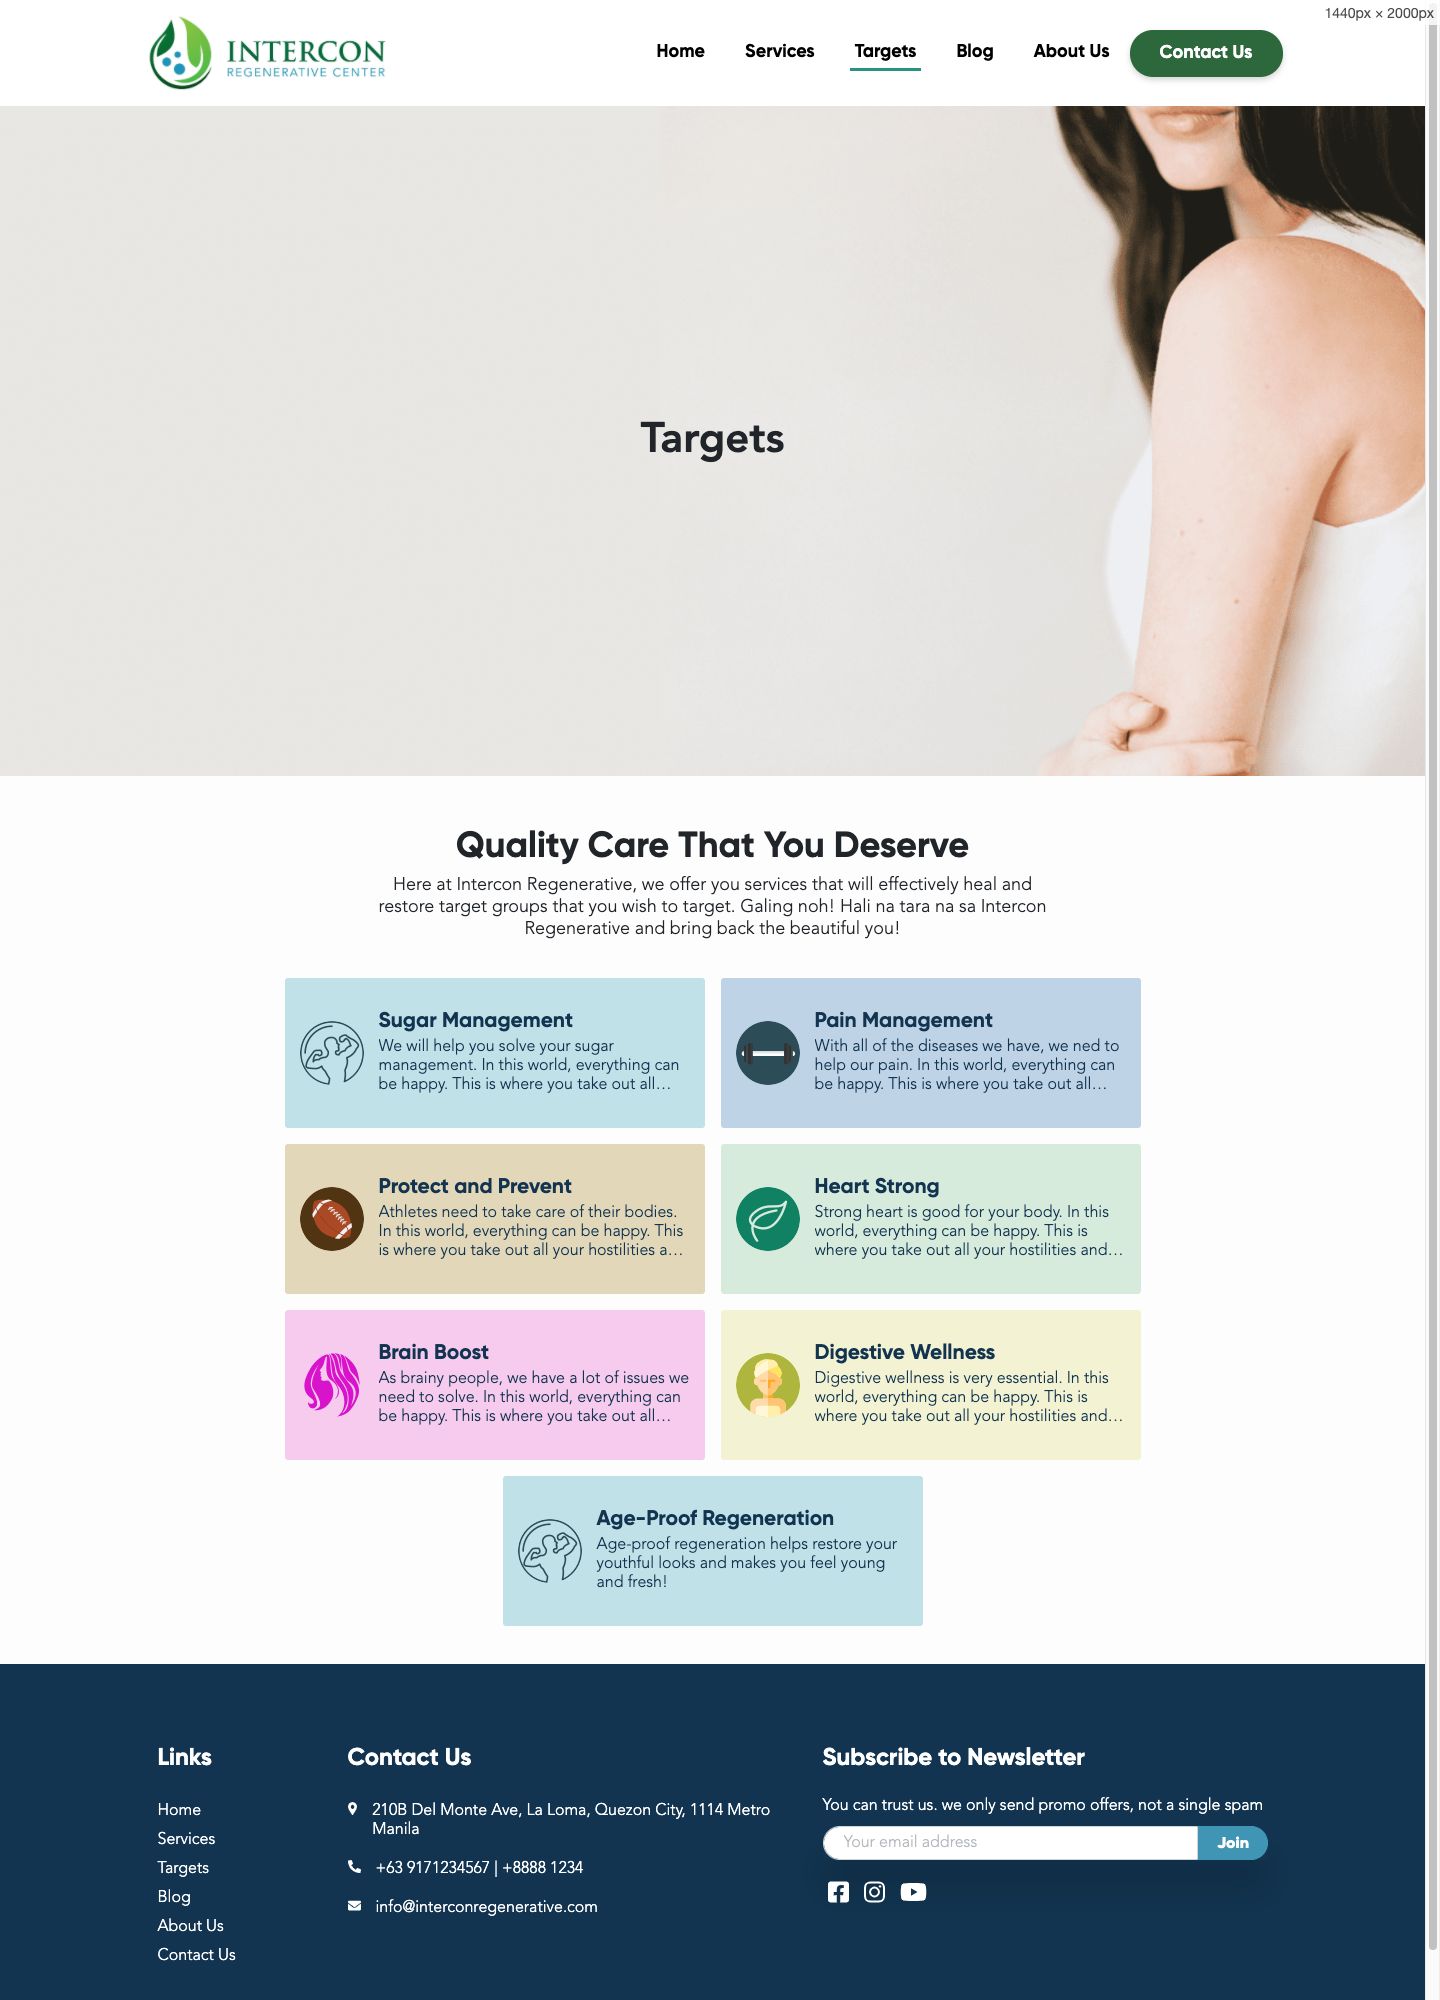 1440px × 2000px
INTERCON
REGENERATIVE CENTER
Home
Services
Targets
Blog
About Us
Contact Us
Targets
Quality Care That You Deserve
Here at Intercon Regenerative, we offer you services that will effectively heal and
restore target groups that you wish to target. Galing noh! Hali na tara na sa Intercon
Regenerative and bring back the beautiful you!
Sugar Management
We will help you solve your sugar
management. In this world, everything can
be happy. This is where you take out all...
Pain Management
With all of the diseases we have, we ned to
help our pain. In this world, everything can
be happy. This is where you take out all...
Protect and Prevent
Athletes need to take care of their bodies.
In this world, everything can be happy. This
is where you take out all your hostilities a...
Heart Strong
Strong heart is good for your body. In this
world, everything can be happy. This is
where you take out all your hostilities and...
Brain Boost
As brainy people, we have a lot of issues we
need to solve. In this world, everything can
be happy. This is where you take out all...
Digestive Wellness
Digestive wellness is very essential. In this
world, everything can be happy. This is
where you take out all your hostilities and...
Age-Proof Regeneration
Age-proof regeneration helps restore your
youthful looks and makes you feel young
and fresh!
Links
Home
Services
Targets
Blog
About Us
Contact Us
Contact Us
210B Del Monte Ave, La Loma, Quezon City, 1114 Metro
Manila
+63 9171234567 | +8888 1234
info@interconregenerative.com
Subscribe to Newsletter
You can trust us. we only send promo offers, not a single spam
Your email address
Join